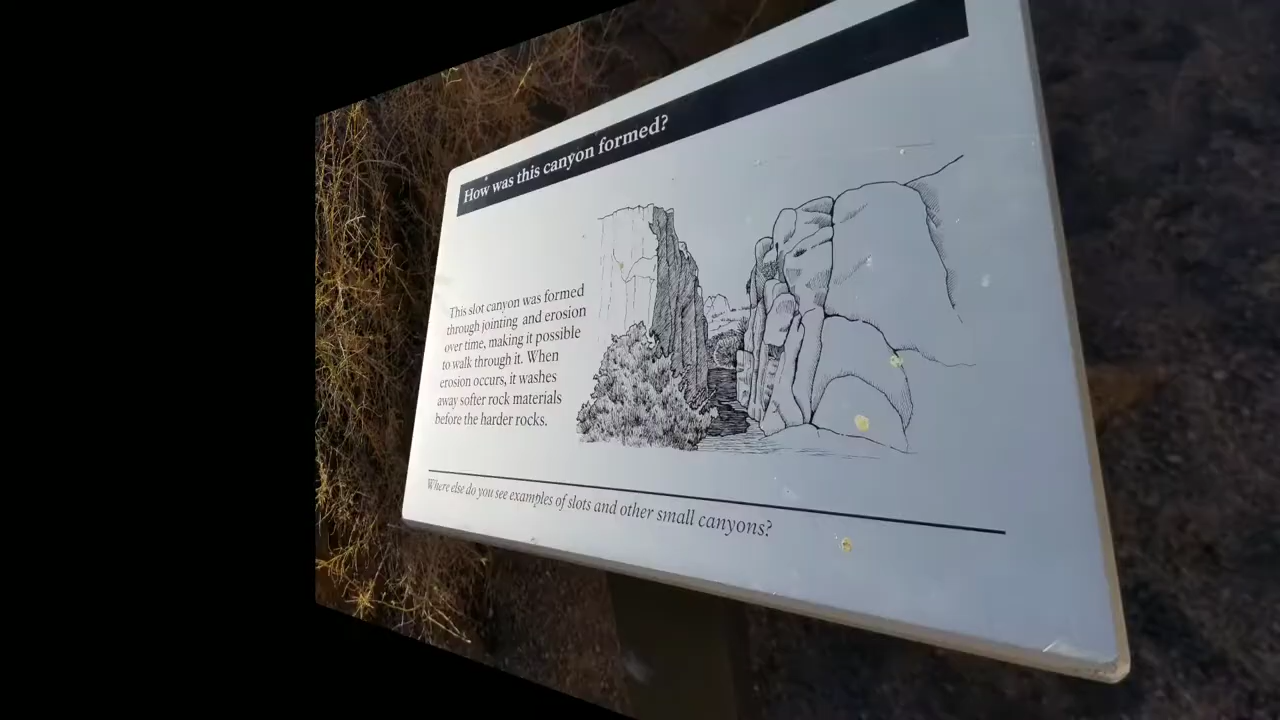 How was this canyon formed?
This slot canyon was formed
through jointing and erosion
over time, making it possible
to walk through it. When
erosion occurs, it washes
away softer rock materials
before the harder rocks.
Where else do you see examples of slots and other small canyons?